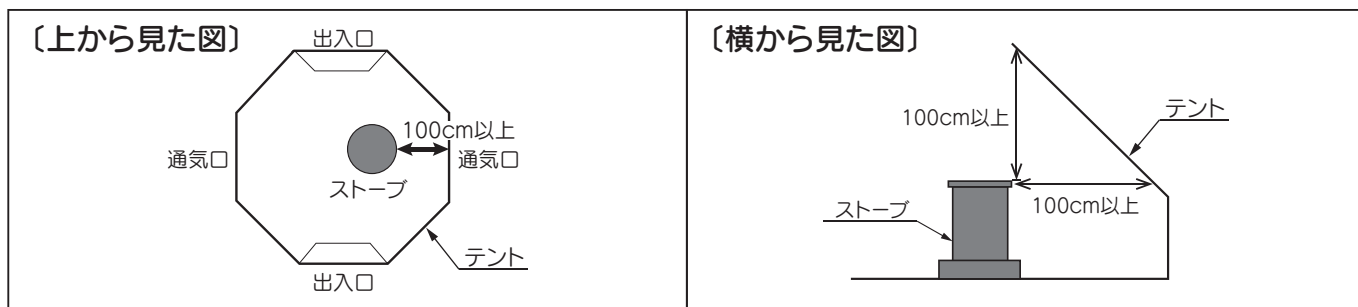 〔上から見た図〕
出入口
100cm以上
通気口
通気口
ストーブ
テント
出入口
〔横から見た図〕
100cm以上
テント
100cm以上
ストーブ